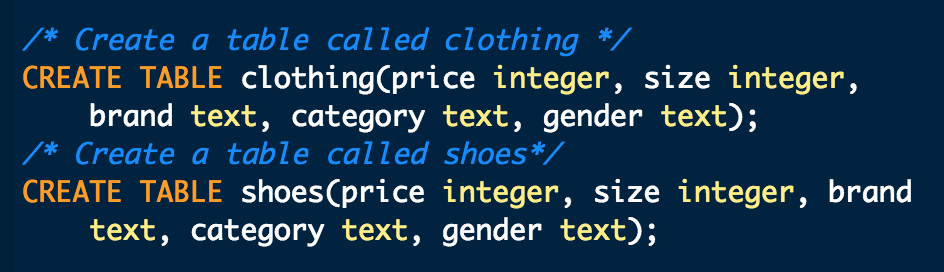 /* Create a table called clothing */
CREATE TABLE clothing(price integer, size integer,
brand text, category text, gender text);
/* Create a table called shoes*/
CREATE TABLE shoes(price integer, size integer, brand
text, category text, gender text);